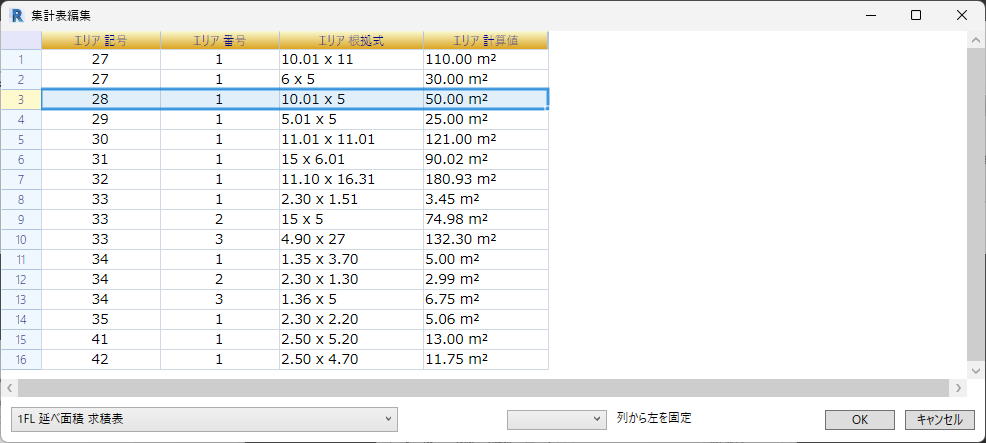 R 集計表編集
エリア 記号 エリア 番号 エリア 根拠式 エリア 計算値
1 27 1 10.01 x 11 110.00 m²
2 27 1 6 x 5 30.00 m²
3 28 1 10.01 x 5 50.00 m²
4 29 1 5.01 x 5 25.00 m²
5 30 1 11.01 x 11.01 121.00 m²
6 31 1 15 x 6.01 90.02 m²
7 32 1 11.10 x 16.31 180.93 m²
8 33 1 2.30 x 1.51 3.45 m²
9 33 2 15 x 5 74.98 m²
10 33 3 4.90 x 27 132.30 m²
11 34 1 1.35 x 3.70 5.00 m²
12 34 2 2.30 x 1.30 2.99 m²
13 34 3 1.36 x 5 6.75 m²
14 35 1 2.30 x 2.20 5.06 m²
15 41 1 2.50 x 5.20 13.00 m²
16 42 1 2.50 x 4.70 11.75 m²
1FL 延べ面積 求積表 列から左を固定 OK キャンセル